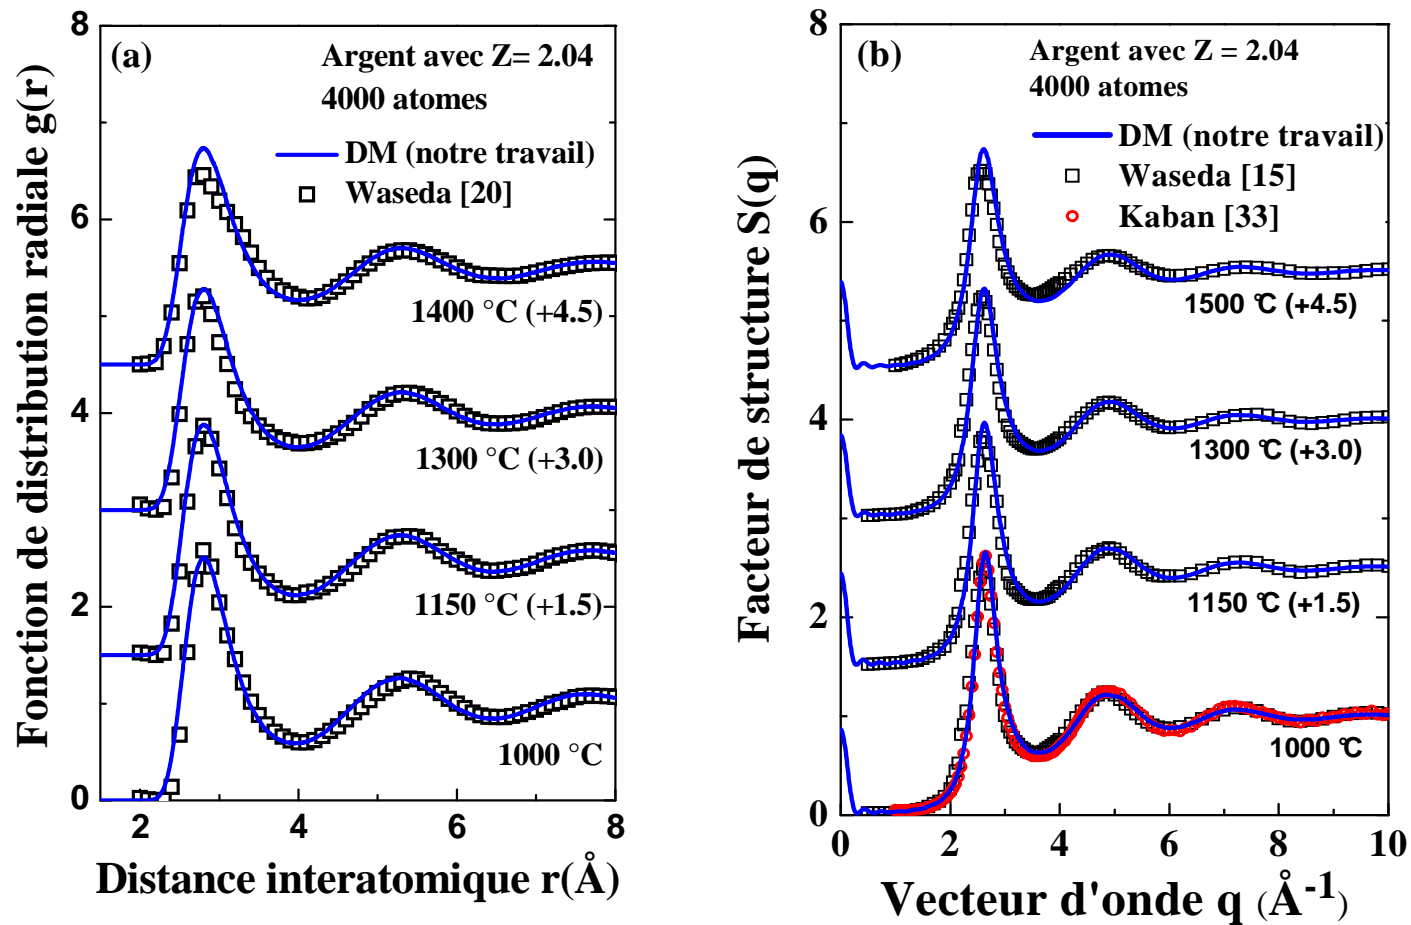 (a)
Argent avec Z= 2.04
4000 atomes
DM (notre travail)
Waseda [20]
1400 °C (+4.5)
1300 °C (+3.0)
1150 °C (+1.5)
1000 °C
8
6
4
2
0
2
4
6
8
Fonction de distribution radiale g(r)
Distance interatomique r(Å)
(b)
Argent avec Z = 2.04
4000 atomes
DM (notre travail)
Waseda [15]
Kaban [33]
1500 °C (+4.5)
1300 °C (+3.0)
1150 °C (+1.5)
1000 °C
8
6
4
2
0
0
2
4
6
8
10
Facteur de structure S(q)
Vecteur d'onde q (Å-1)